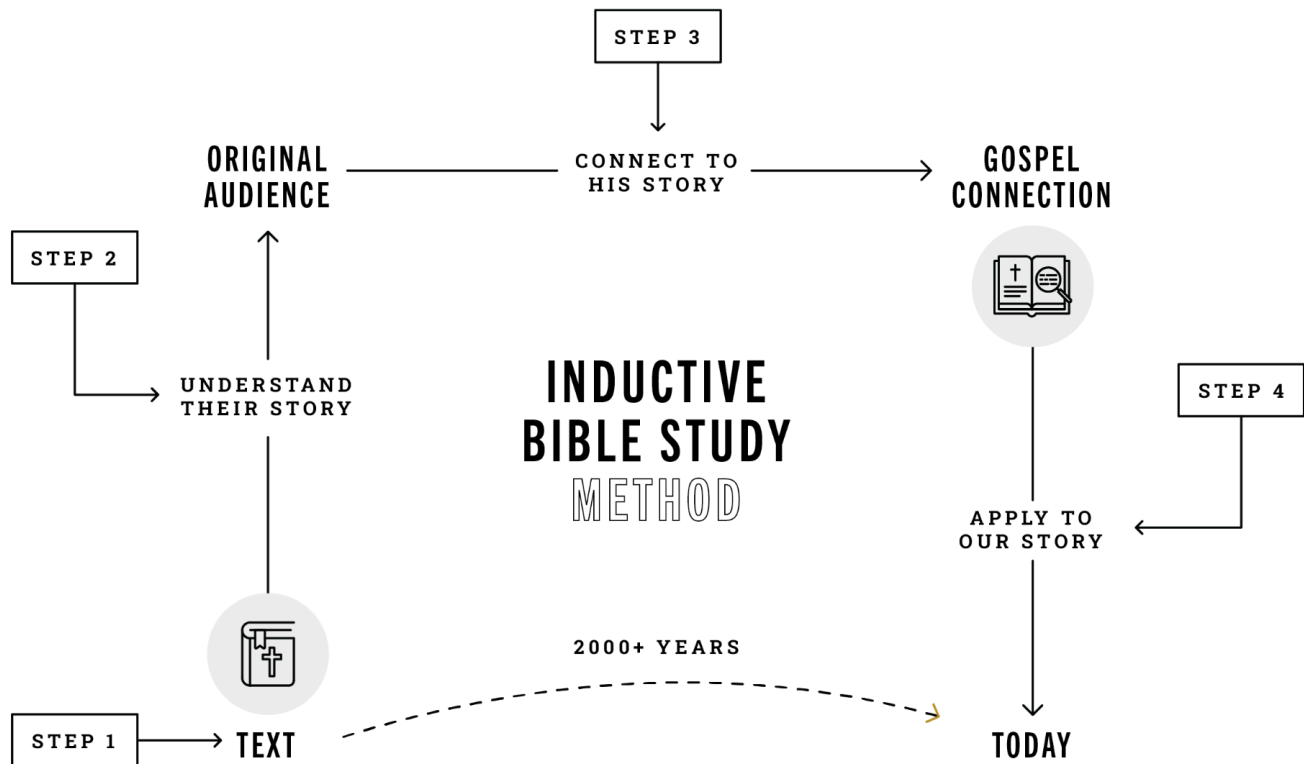 STEP 3
ORIGINAL
AUDIENCE
CONNECT TO
HIS STORY
GOSPEL
CONNECTION
STEP 2
UNDERSTAND
THEIR STORY
INDUCTIVE
BIBLE STUDY
METHOD
STEP 4
APPLY TO
OUR STORY
2000+ YEARS
STEP 1
TEXT
TODAY